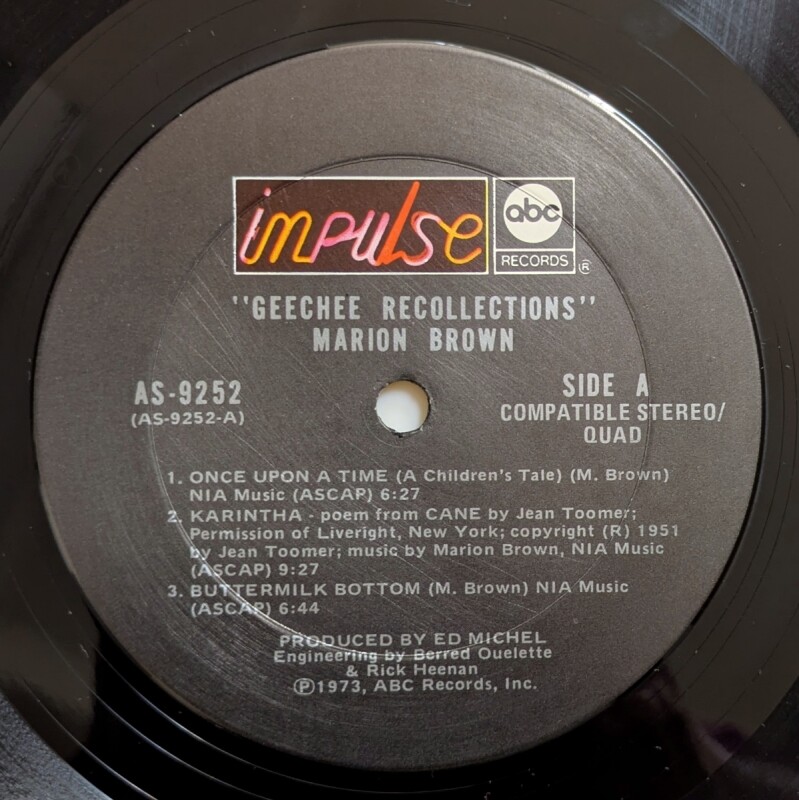 impulse
abc
RECORDS ®
"GEECHEE RECOLLECTIONS"
MARION BROWN
AS-9252
(AS-9252-A)
SIDE A
COMPATIBLE STEREO/
QUAD
1. ONCE UPON A TIME (A Children's Tale) (M. Brown)
NIA Music (ASCAP) 6:27
2. KARINTHA - poem from CANE by Jean Toomer;
Permission of Liveright, New York; copyright (R) 1951
by Jean Toomer; music by Marion Brown, NIA Music
(ASCAP) 9:27
3. BUTTERMILK BOTTOM (M. Brown) NIA Music
(ASCAP) 6:44
PRODUCED BY ED MICHEL
Engineering by Berred Ouelette
& Rick Heenan
℗1973, ABC Records, Inc.